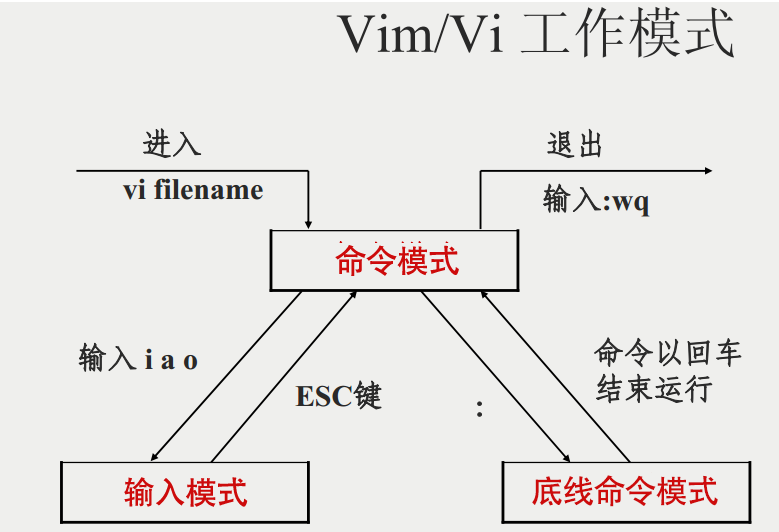 Vim/Vi 工作模式
进入
退出
vi filename
输入:wq
命令模式
输入 i a o
ESC键
:
命令以回车
结束运行
输入模式
底线命令模式